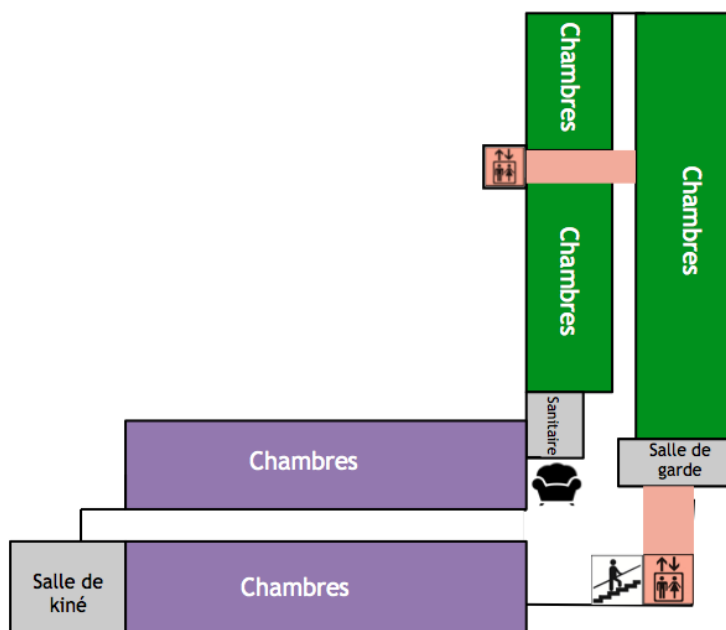 Chambres
Chambres
Chambres
Sanitaire
Salle de
garde
Chambres
Chambres
Salle de
kiné